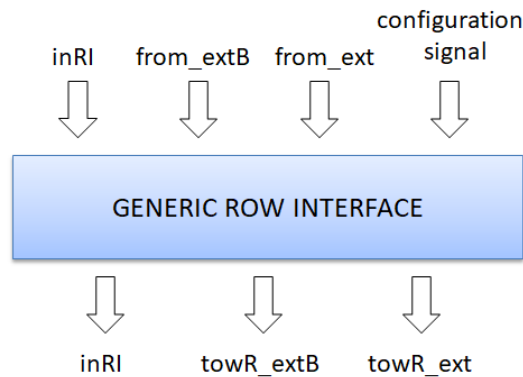 configuration
signal
inRI from_extB from_ext
GENERIC ROW INTERFACE
inRI towR_extB towR_ext